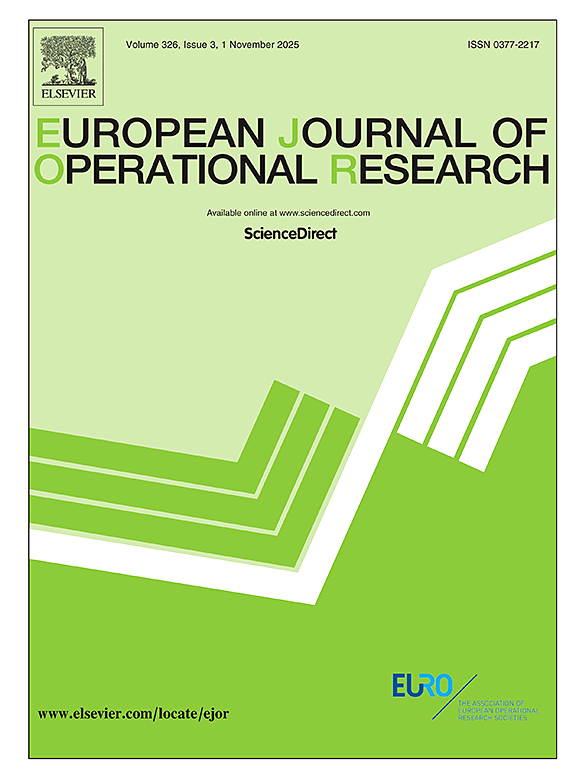 Volume 326, Issue 3, 1 November 2025
ISSN 0377-2217
ELSEVIER
EUROPEAN JOURNAL OF
OPERATIONAL RESEARCH
Available online at www.sciencedirect.com
ScienceDirect
EURO
THE ASSOCIATION OF
EUROPEAN OPERATIONAL
RESEARCH SOCIETIES
www.elsevier.com/locate/ejor